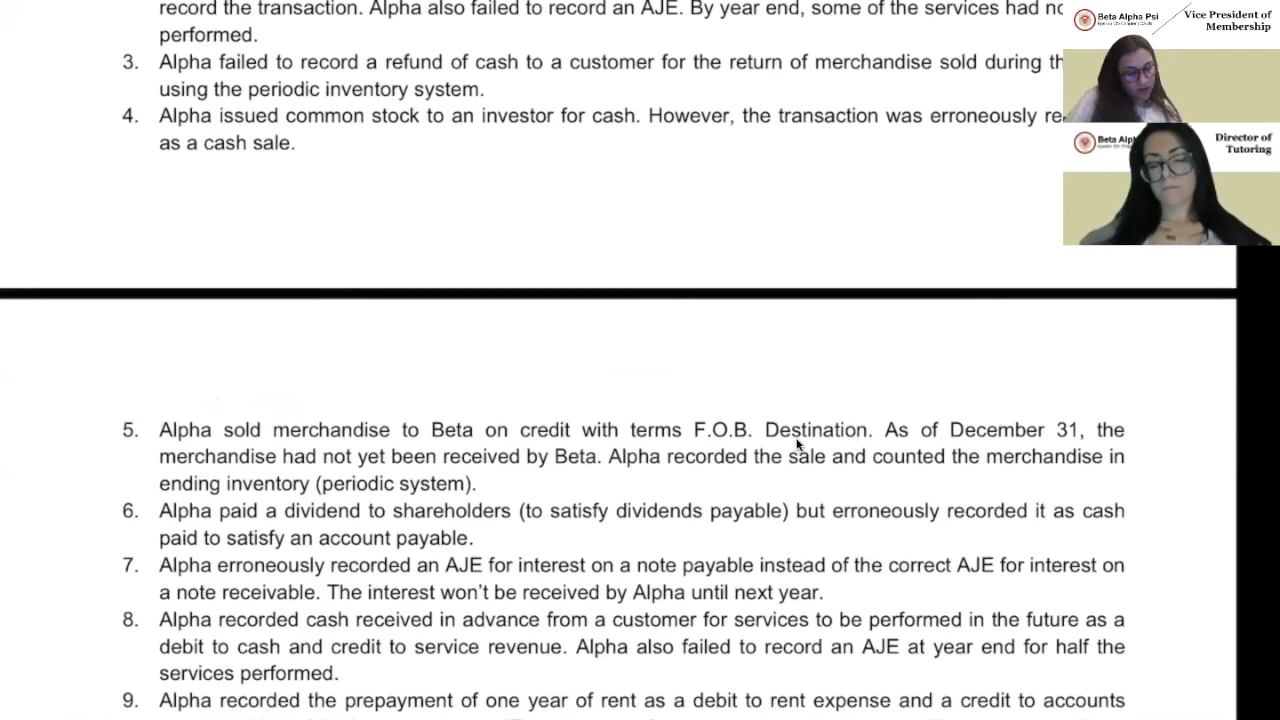 record the transaction. Alpha also failed to record an AJE. By year end, some of the services had
performed.
3. Alpha failed to record a refund of cash to a customer for the return of merchandise sold during
using the periodic inventory system.
4. Alpha issued common stock to an investor for cash. However, the transaction was erroneously
as a cash sale.
Beta Alpha Psi
Vice President of
Membership
Director of
Tutoring
5. Alpha sold merchandise to Beta on credit with terms F.O.B. Destination. As of December 31, the
merchandise had not yet been received by Beta. Alpha recorded the sale and counted the merchandise in
ending inventory (periodic system).
6. Alpha paid a dividend to shareholders (to satisfy dividends payable) but erroneously recorded it as cash
paid to satisfy an account payable.
7. Alpha erroneously recorded an AJE for interest on a note payable instead of the correct AJE for interest on
a note receivable. The interest won't be received by Alpha until next year.
8. Alpha recorded cash received in advance from a customer for services to be performed in the future as a
debit to cash and credit to service revenue. Alpha also failed to record an AJE at year end for half the
services performed.
9. Alpha recorded the prepayment of one year of rent as a debit to rent expense and a credit to accounts